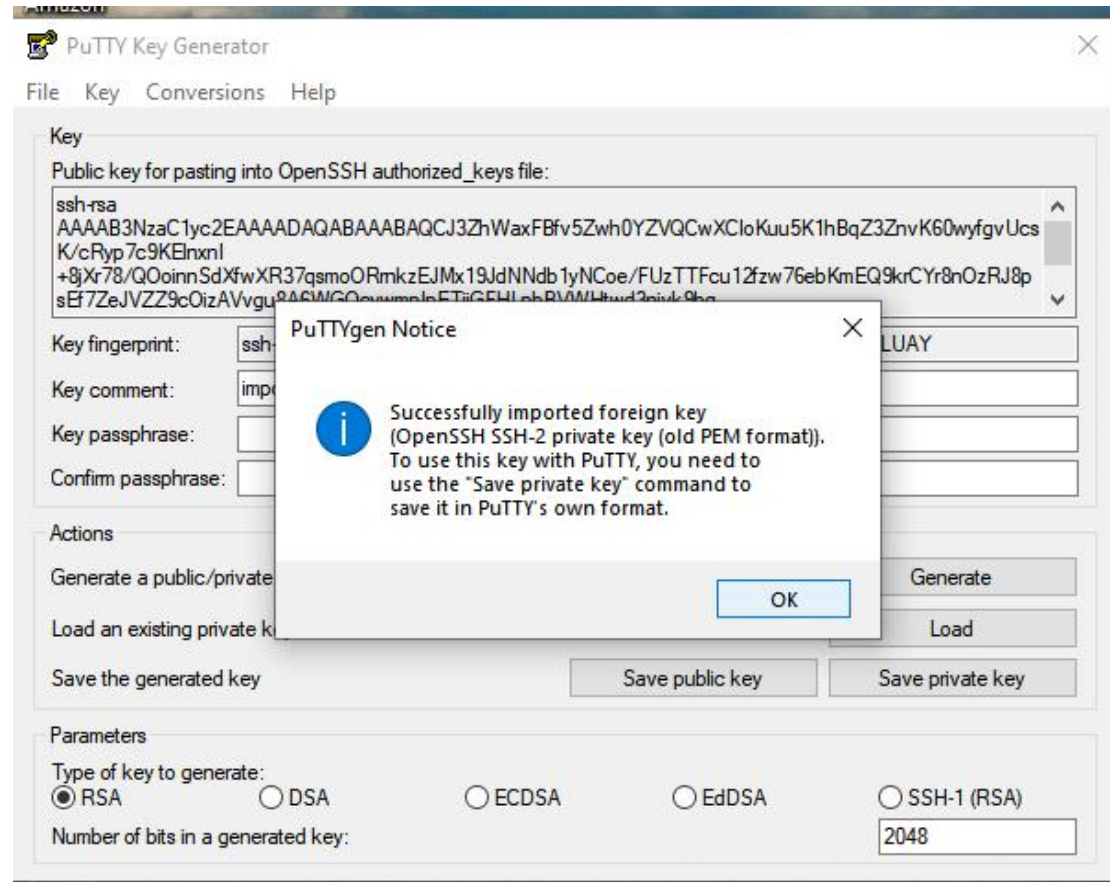 PuTTY Key Generator
File Key Conversions Help
Key
Public key for pasting into OpenSSH authorized_keys file:
ssh-rsa
AAAAB3NzaC1yc2EAAAADAQABAAABAQCJ3ZhWaxFBfv5Zwh0YZVQCwXCloKuu5K1hBqZ3ZnvK60wyfgvUcs
K/cRyp7c9KElnxnl
+8jXr78/QOoinnSdXfwXR37qsmoORmkzEJMx19JdNNdb1yNCoe/FUzTTFcu12fzw76ebKmEQ9krCYr8nOzRJ8p
Key fingerprint:
LUAY
Key comment:
Key passphrase:
Confirm passphrase:
PuTTYgen Notice
Successfully imported foreign key
(OpenSSH SSH-2 private key (old PEM format)).
To use this key with PuTTY, you need to
use the "Save private key" command to
save it in PuTTY's own format.
OK
Actions
Generate a public/private
Generate
Load an existing private
Load
Save the generated key
Save public key
Save private key
Parameters
Type of key to generate:
RSA DSA ECDSA EdDSA SSH-1 (RSA)
Number of bits in a generated key:
2048